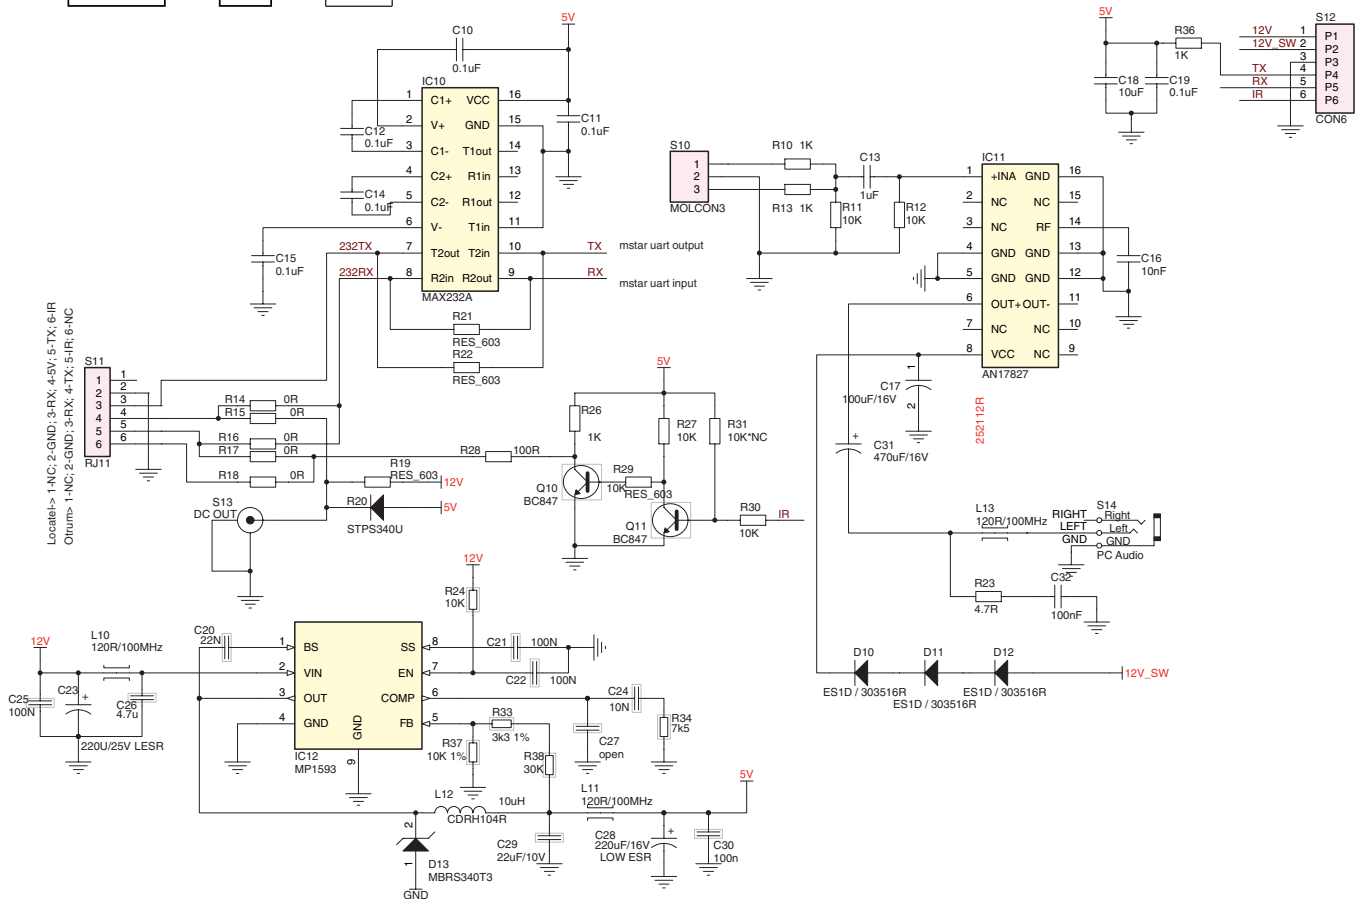 5V
C10
0.1uF
IC10
1
C1+
VCC
16
2
V+
GND
15
3
C1-
T1out
14
4
C2+
R1in
13
5
C2-
R1out
12
6
V-
T1in
11
7
T2out
T2in
10
8
R2in
R2out
9
MAX232A
C11
0.1uF
C12
0.1uF
C14
0.1uF
C15
0.1uF
232TX
232RX
TX
mstar uart output
RX
mstar uart input
R21
RES_603
R22
RES_603
5V
R36
1K
C18
10uF
C19
0.1uF
S12
12V
1
P1
12V_SW
2
P2
3
P3
TX
4
P4
RX
5
P5
IR
6
P6
CON6
S10
1
2
3
MOLCON3
R10 1K
R13 1K
C13
1uF
R11
10K
R12
10K
IC11
1
+INA
GND
16
2
NC
NC
15
3
NC
RF
14
4
GND
GND
13
5
GND
GND
12
6
OUT+
OUT-
11
7
NC
NC
10
8
VCC
NC
9
AN17827
C16
10nF
1
C17
100uF/16V
2
252112R
C31
470uF/16V
Locatel-> 1-NC; 2-GND; 3-RX; 4-5V; 5-TX; 6-IR
Otrum> 1-NC; 2-GND; 3-RX; 4-TX; 5-IR; 6-NC
S11
1
2
3
4
5
6
RJ11
R14
0R
R15
0R
R16
0R
R17
0R
R18
0R
R19
RES_603
12V
R20
5V
STPS340U
S13
DC OUT
R28
100R
5V
R26
1K
R27
10K
R31
10K*NC
Q10
BC847
R29
10K
RES_603
Q11
BC847
R30
10K
IR
L13
120R/100MHz
S14
RIGHT
Right
LEFT
Left
GND
GND
PC Audio
R23
4.7R
C32
100nF
D10
ES1D / 303516R
D11
ES1D / 303516R
D12
ES1D / 303516R
12V_SW
12V
R24
10K
12V
L10
120R/100MHz
C20
22N
C25
100N
C23
+
220U/25V LESR
C26
4.7u
1
BS
SS
8
2
VIN
EN
7
3
OUT
COMP
6
4
GND
FB
5
GND
9
IC12
MP1593
C21
100N
C22
100N
C24
10N
R34
7k5
C27
open
R33
3k3 1%
R37
10K 1%
R38
30K
L12
10uH
CDRH104R
L11
120R/100MHz
5V
2
1
D13
MBRS340T3
GND
C29
22uF/10V
C28
220uF/16V
LOW ESR
+
C30
100n